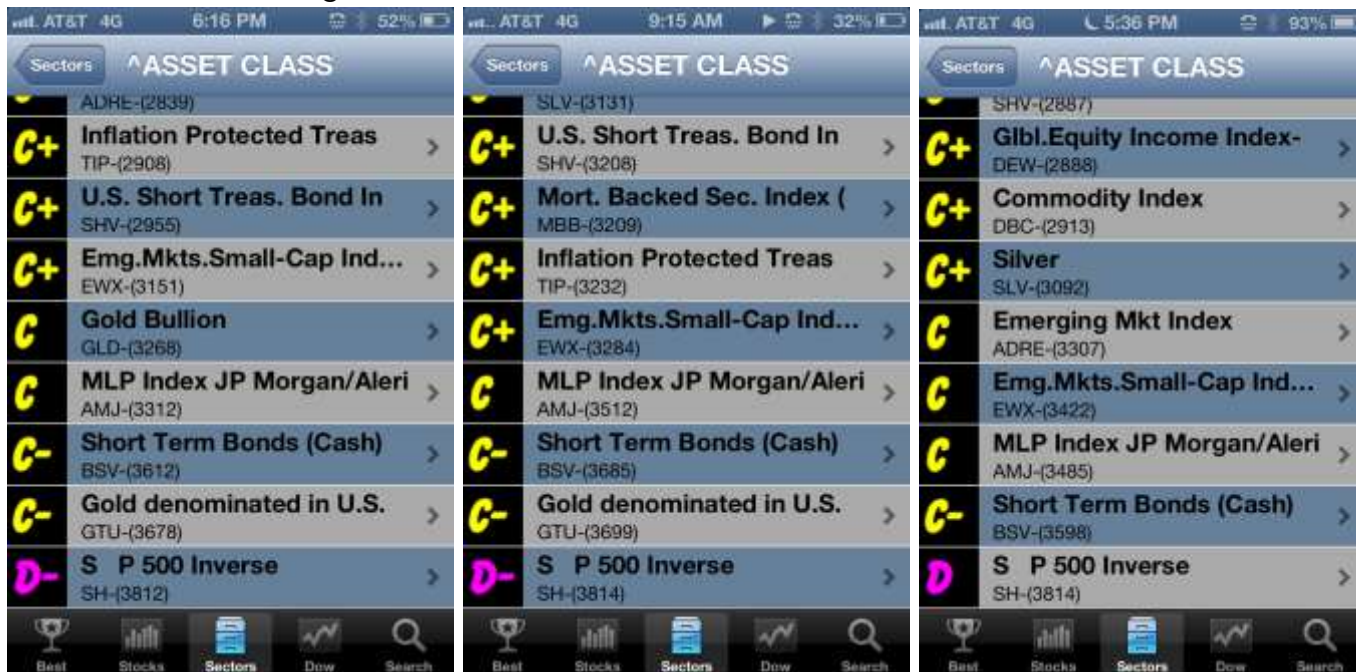 AT&T 4G 6:16 PM 52%
Sectors ^ASSET CLASS
ADRE-(2839)
C+ Inflation Protected Treas
TIP-(2908)
C+ U.S. Short Treas. Bond In
SHV-(2955)
C+ Emg.Mkts.Small-Cap Ind...
EWX-(3151)
C Gold Bullion
GLD-(3268)
C MLP Index JP Morgan/Aleri
AMJ-(3312)
C- Short Term Bonds (Cash)
BSV-(3612)
C- Gold denominated in U.S.
GTU-(3678)
D- S P 500 Inverse
SH-(3812)
Best Stocks Sectors Dow Search
AT&T 4G 9:15 AM 32%
Sectors ^ASSET CLASS
SLV-(3131)
C+ U.S. Short Treas. Bond In
SHV-(3208)
C+ Mort. Backed Sec. Index (
MBB-(3209)
C+ Inflation Protected Treas
TIP-(3232)
C+ Emg.Mkts.Small-Cap Ind...
EWX-(3284)
C MLP Index JP Morgan/Aleri
AMJ-(3512)
C- Short Term Bonds (Cash)
BSV-(3685)
C- Gold denominated in U.S.
GTU-(3699)
D- S P 500 Inverse
SH-(3814)
Best Stocks Sectors Dow Search
AT&T 4G 5:36 PM 93%
Sectors ^ASSET CLASS
SHV-(2887)
C+ Glbl.Equity Income Index-
DEW-(2888)
C+ Commodity Index
DBC-(2913)
C+ Silver
SLV-(3092)
C Emerging Mkt Index
ADRE-(3307)
C Emg.Mkts.Small-Cap Ind...
EWX-(3422)
C MLP Index JP Morgan/Aleri
AMJ-(3485)
C- Short Term Bonds (Cash)
BSV-(3598)
D S P 500 Inverse
SH-(3814)
Best Stocks Sectors Dow Search